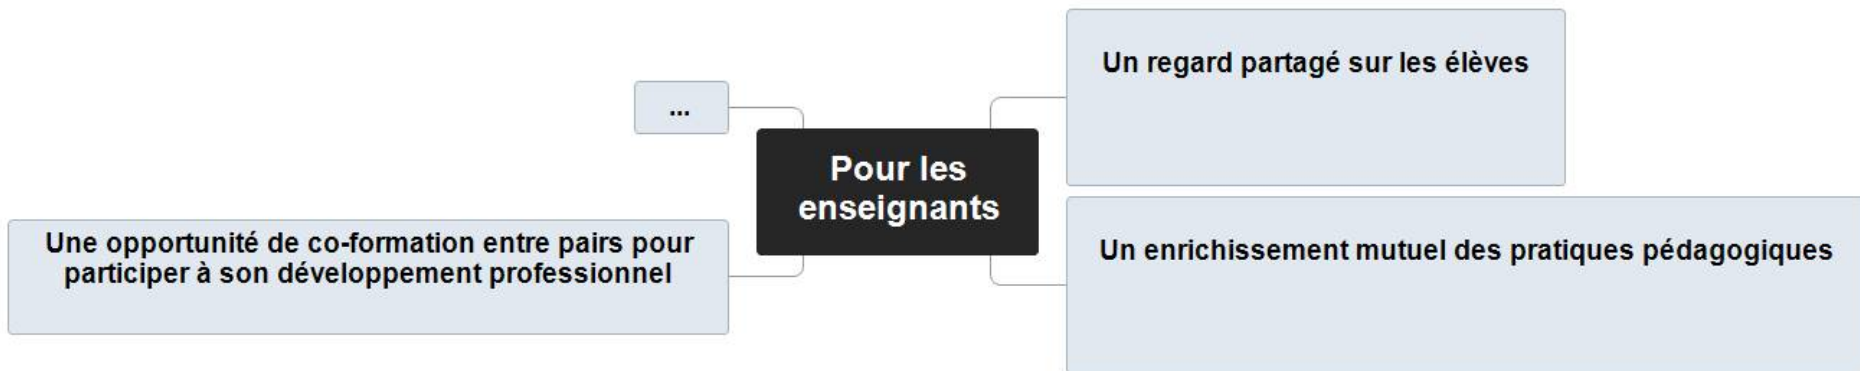 Pour les
enseignants
Un regard partagé sur les élèves
Un enrichissement mutuel des pratiques pédagogiques
Une opportunité de co-formation entre pairs pour
participer à son développement professionnel
...